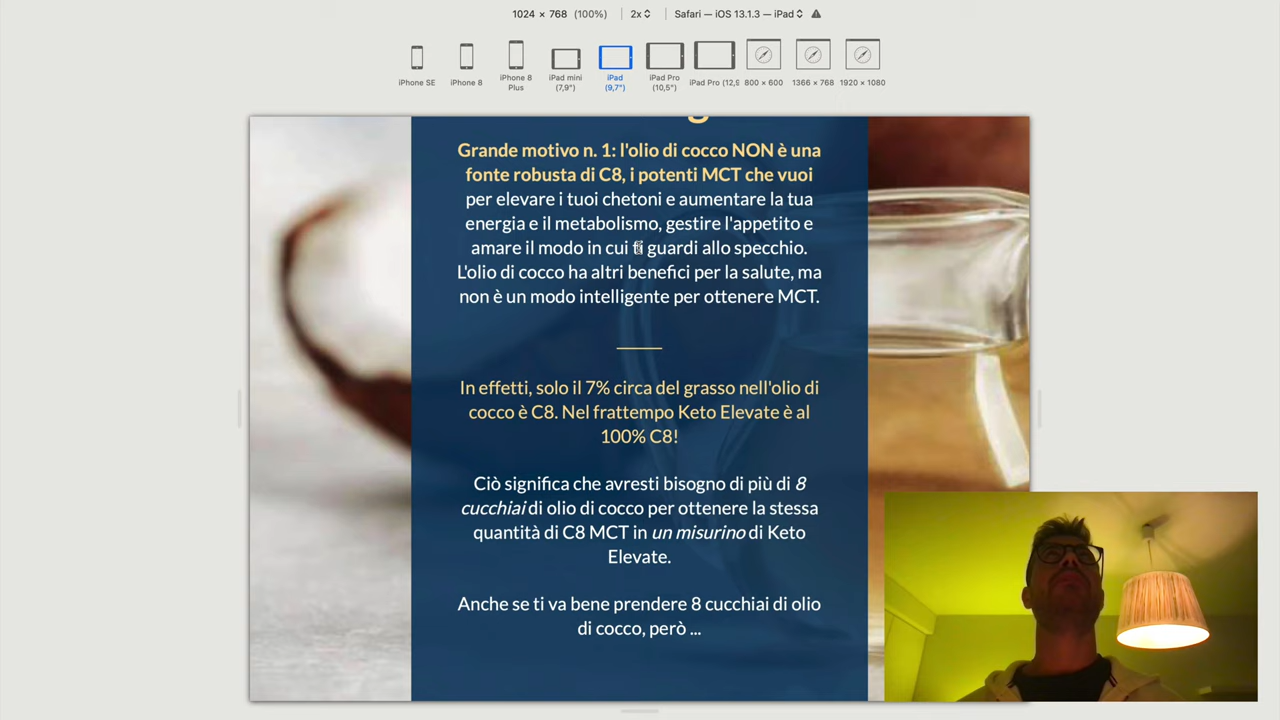 1024 × 768 (100%) 2x Safari — iOS 13.1.3 — iPad
iPhone SE iPhone 8 iPhone 8 Plus iPad mini (7,9") iPad (9,7") iPad Pro (10,5") iPad Pro (12,9 800 × 600 1366 × 768 1920 × 1080
Grande motivo n. 1: l'olio di cocco NON è una
fonte robusta di C8, i potenti MCT che vuoi
per elevare i tuoi chetoni e aumentare la tua
energia e il metabolismo, gestire l'appetito e
amare il modo in cui ti guardi allo specchio.
L'olio di cocco ha altri benefici per la salute, ma
non è un modo intelligente per ottenere MCT.
In effetti, solo il 7% circa del grasso nell'olio di
cocco è C8. Nel frattempo Keto Elevate è al
100% C8!
Ciò significa che avresti bisogno di più di 8
cucchiai di olio di cocco per ottenere la stessa
quantità di C8 MCT in un misurino di Keto
Elevate.
Anche se ti va bene prendere 8 cucchiai di olio
di cocco, però ...